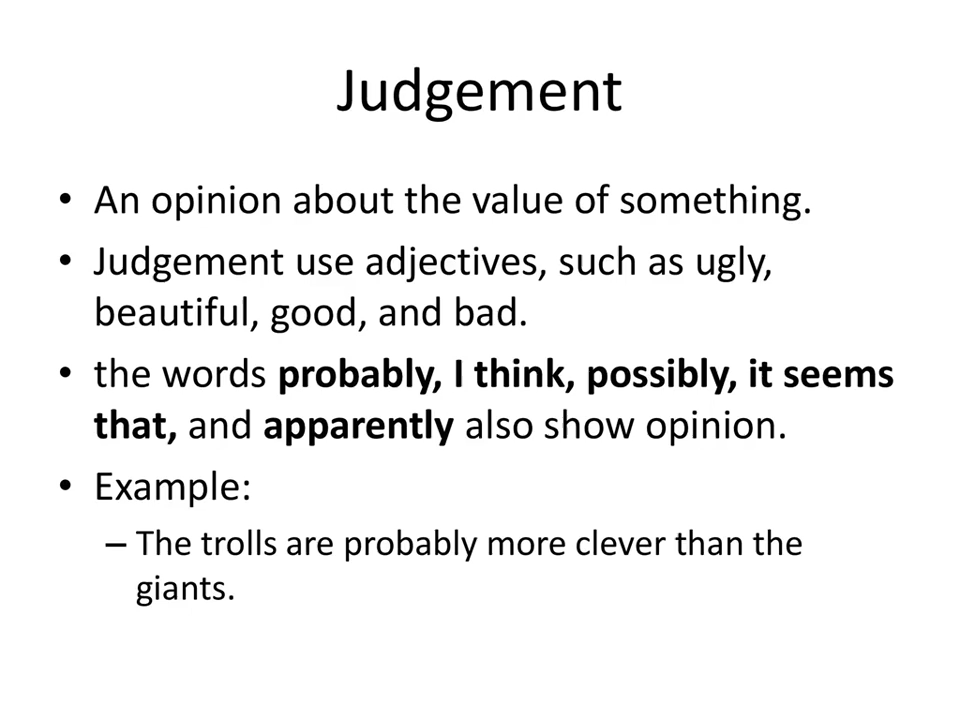 Judgement
• An opinion about the value of something.
• Judgement use adjectives, such as ugly,
beautiful, good, and bad.
• the words probably, I think, possibly, it seems
that, and apparently also show opinion.
• Example:
– The trolls are probably more clever than the
giants.